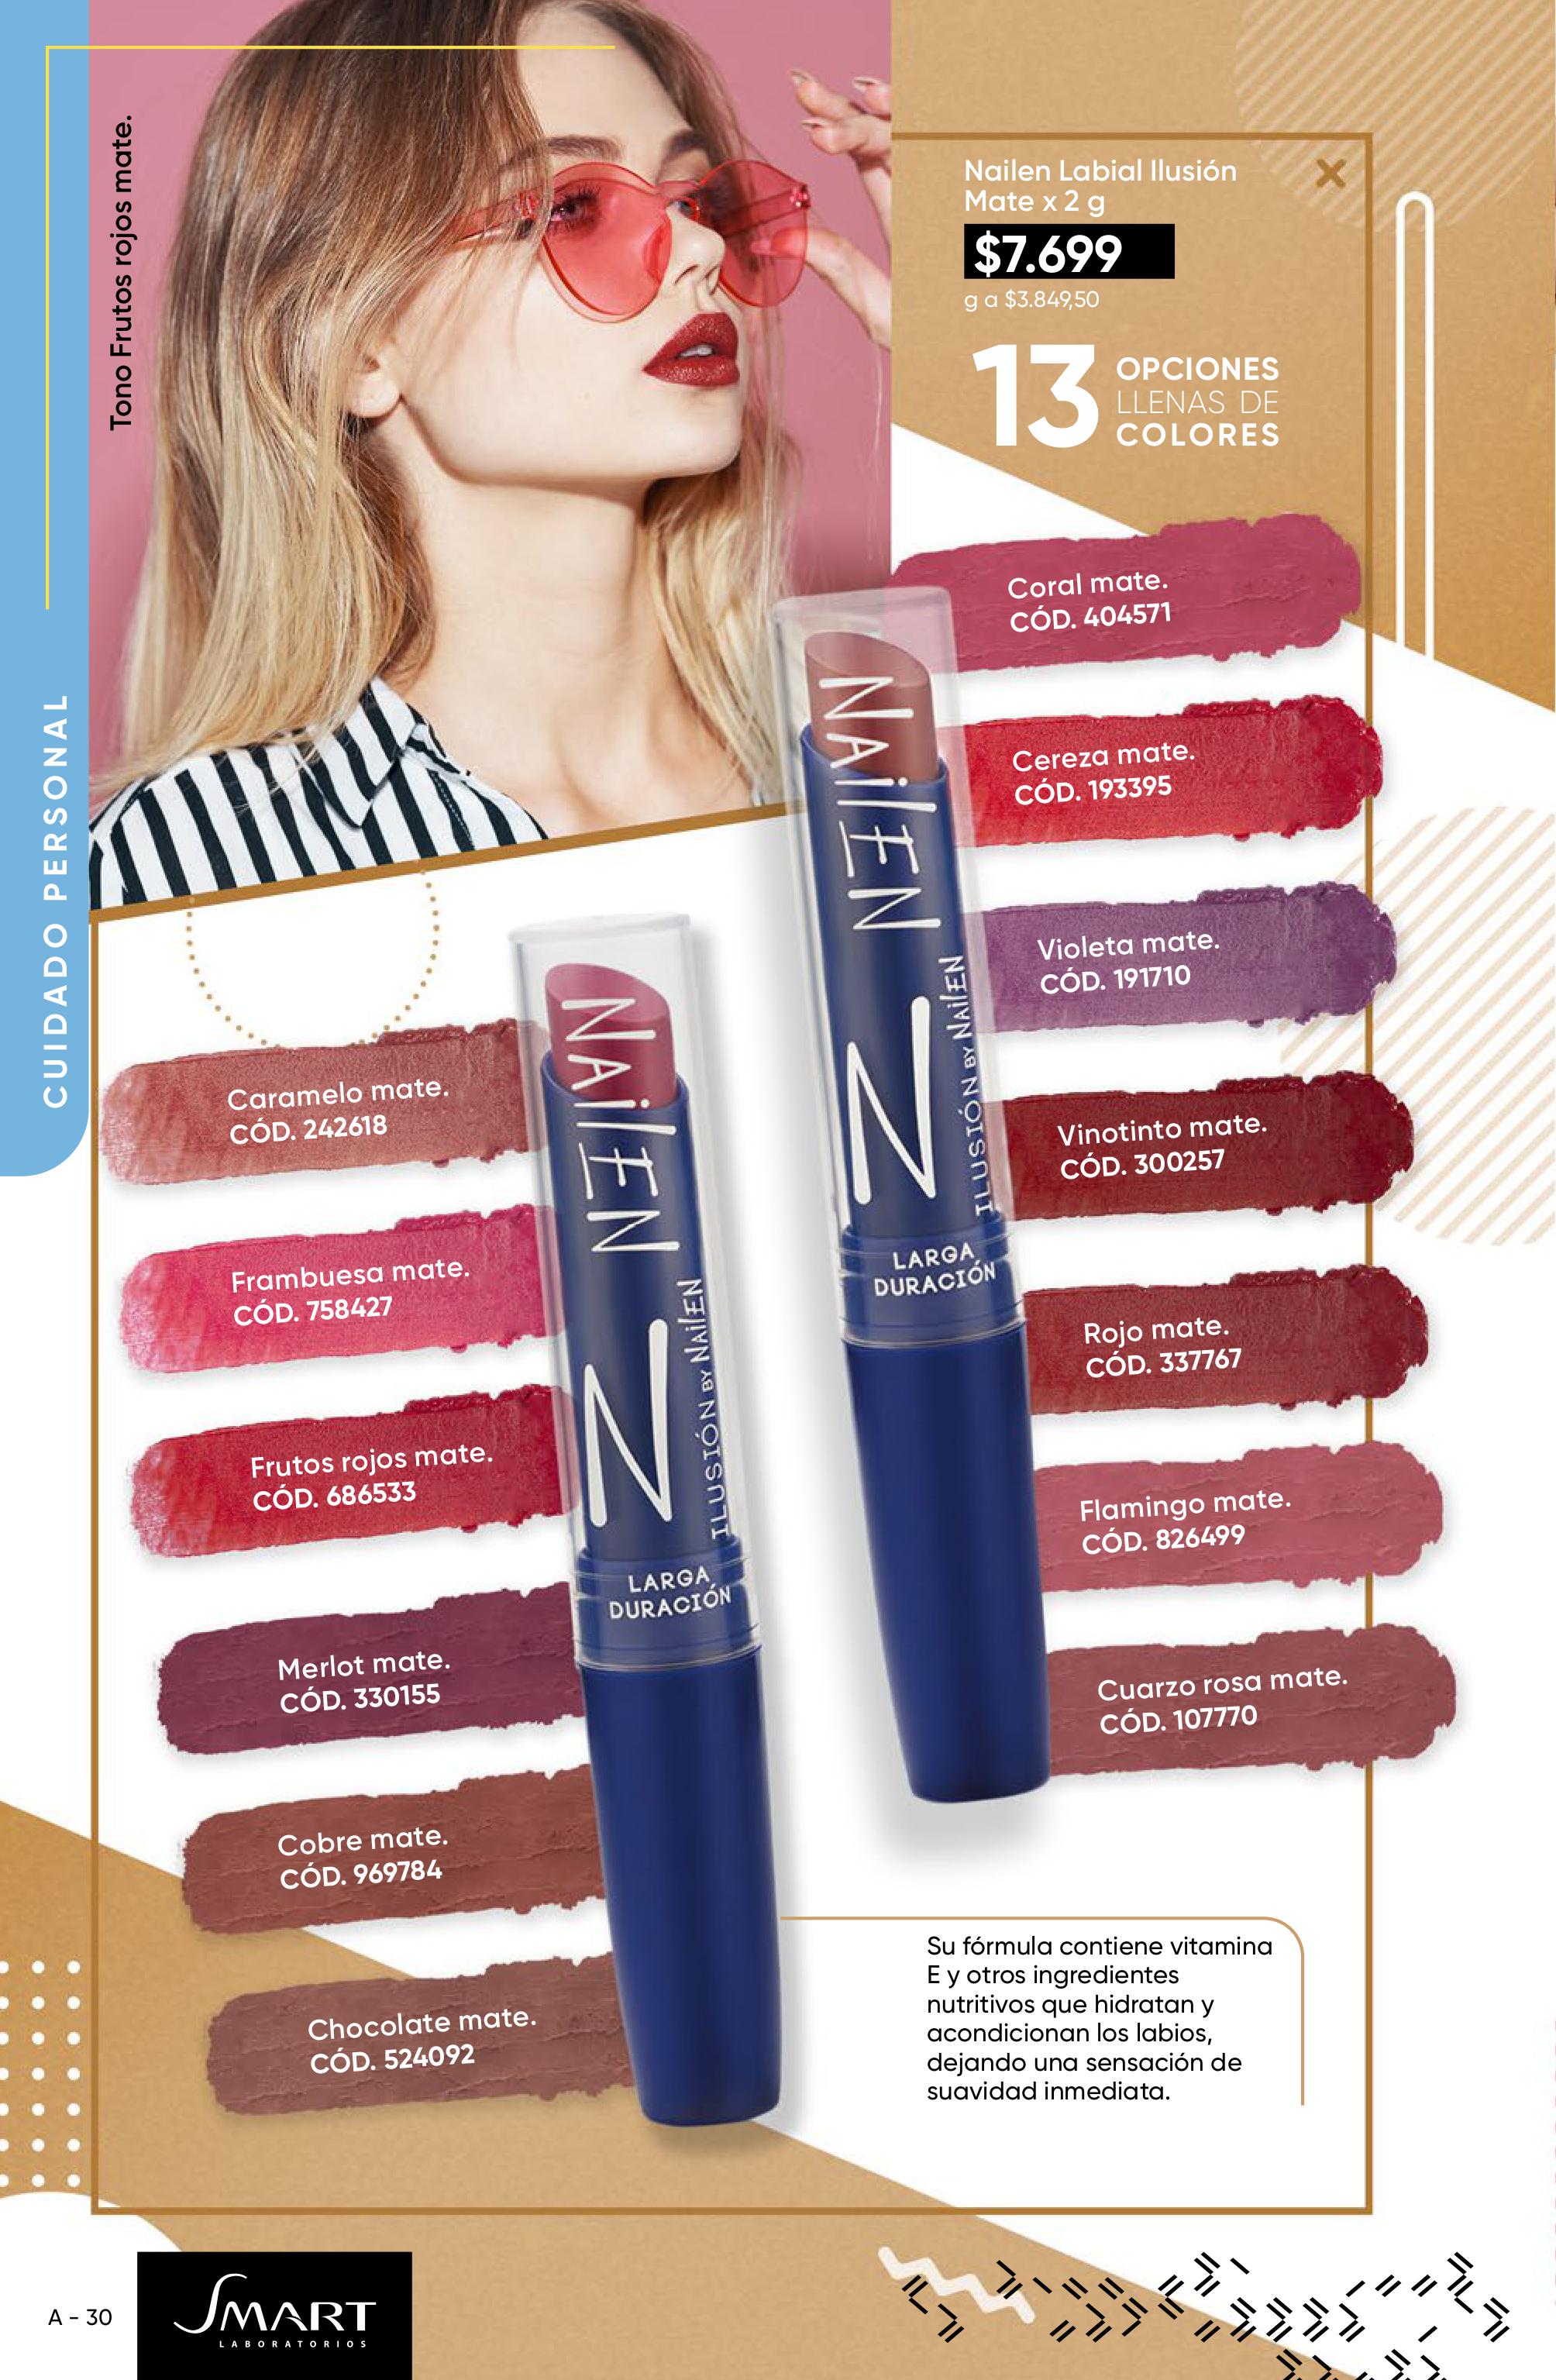 Tono Frutos rojos mate.
CUIDADO PERSONAL
Nailen Labial Ilusión
Mate x 2 g
$7.699
g a $3.849,50
13 OPCIONES
LLENAS DE
COLORES
Coral mate.
CÓD. 404571
Cereza mate.
CÓD. 193395
Violeta mate.
CÓD. 191710
Vinotinto mate.
CÓD. 300257
Rojo mate.
CÓD. 337767
Flamingo mate.
CÓD. 826499
Cuarzo rosa mate.
CÓD. 107770
NAilEN
N
ILUSIÓN BY NAilEN
LARGA
DURACIÓN
Caramelo mate.
CÓD. 242618
Frambuesa mate.
CÓD. 758427
Frutos rojos mate.
CÓD. 686533
Merlot mate.
CÓD. 330155
Cobre mate.
CÓD. 969784
Chocolate mate.
CÓD. 524092
NAilEN
N
ILUSIÓN BY NAilEN
LARGA
DURACIÓN
Su fórmula contiene vitamina
E y otros ingredientes
nutritivos que hidratan y
acondicionan los labios,
dejando una sensación de
suavidad inmediata.
A - 30
SMART
LABORATORIOS